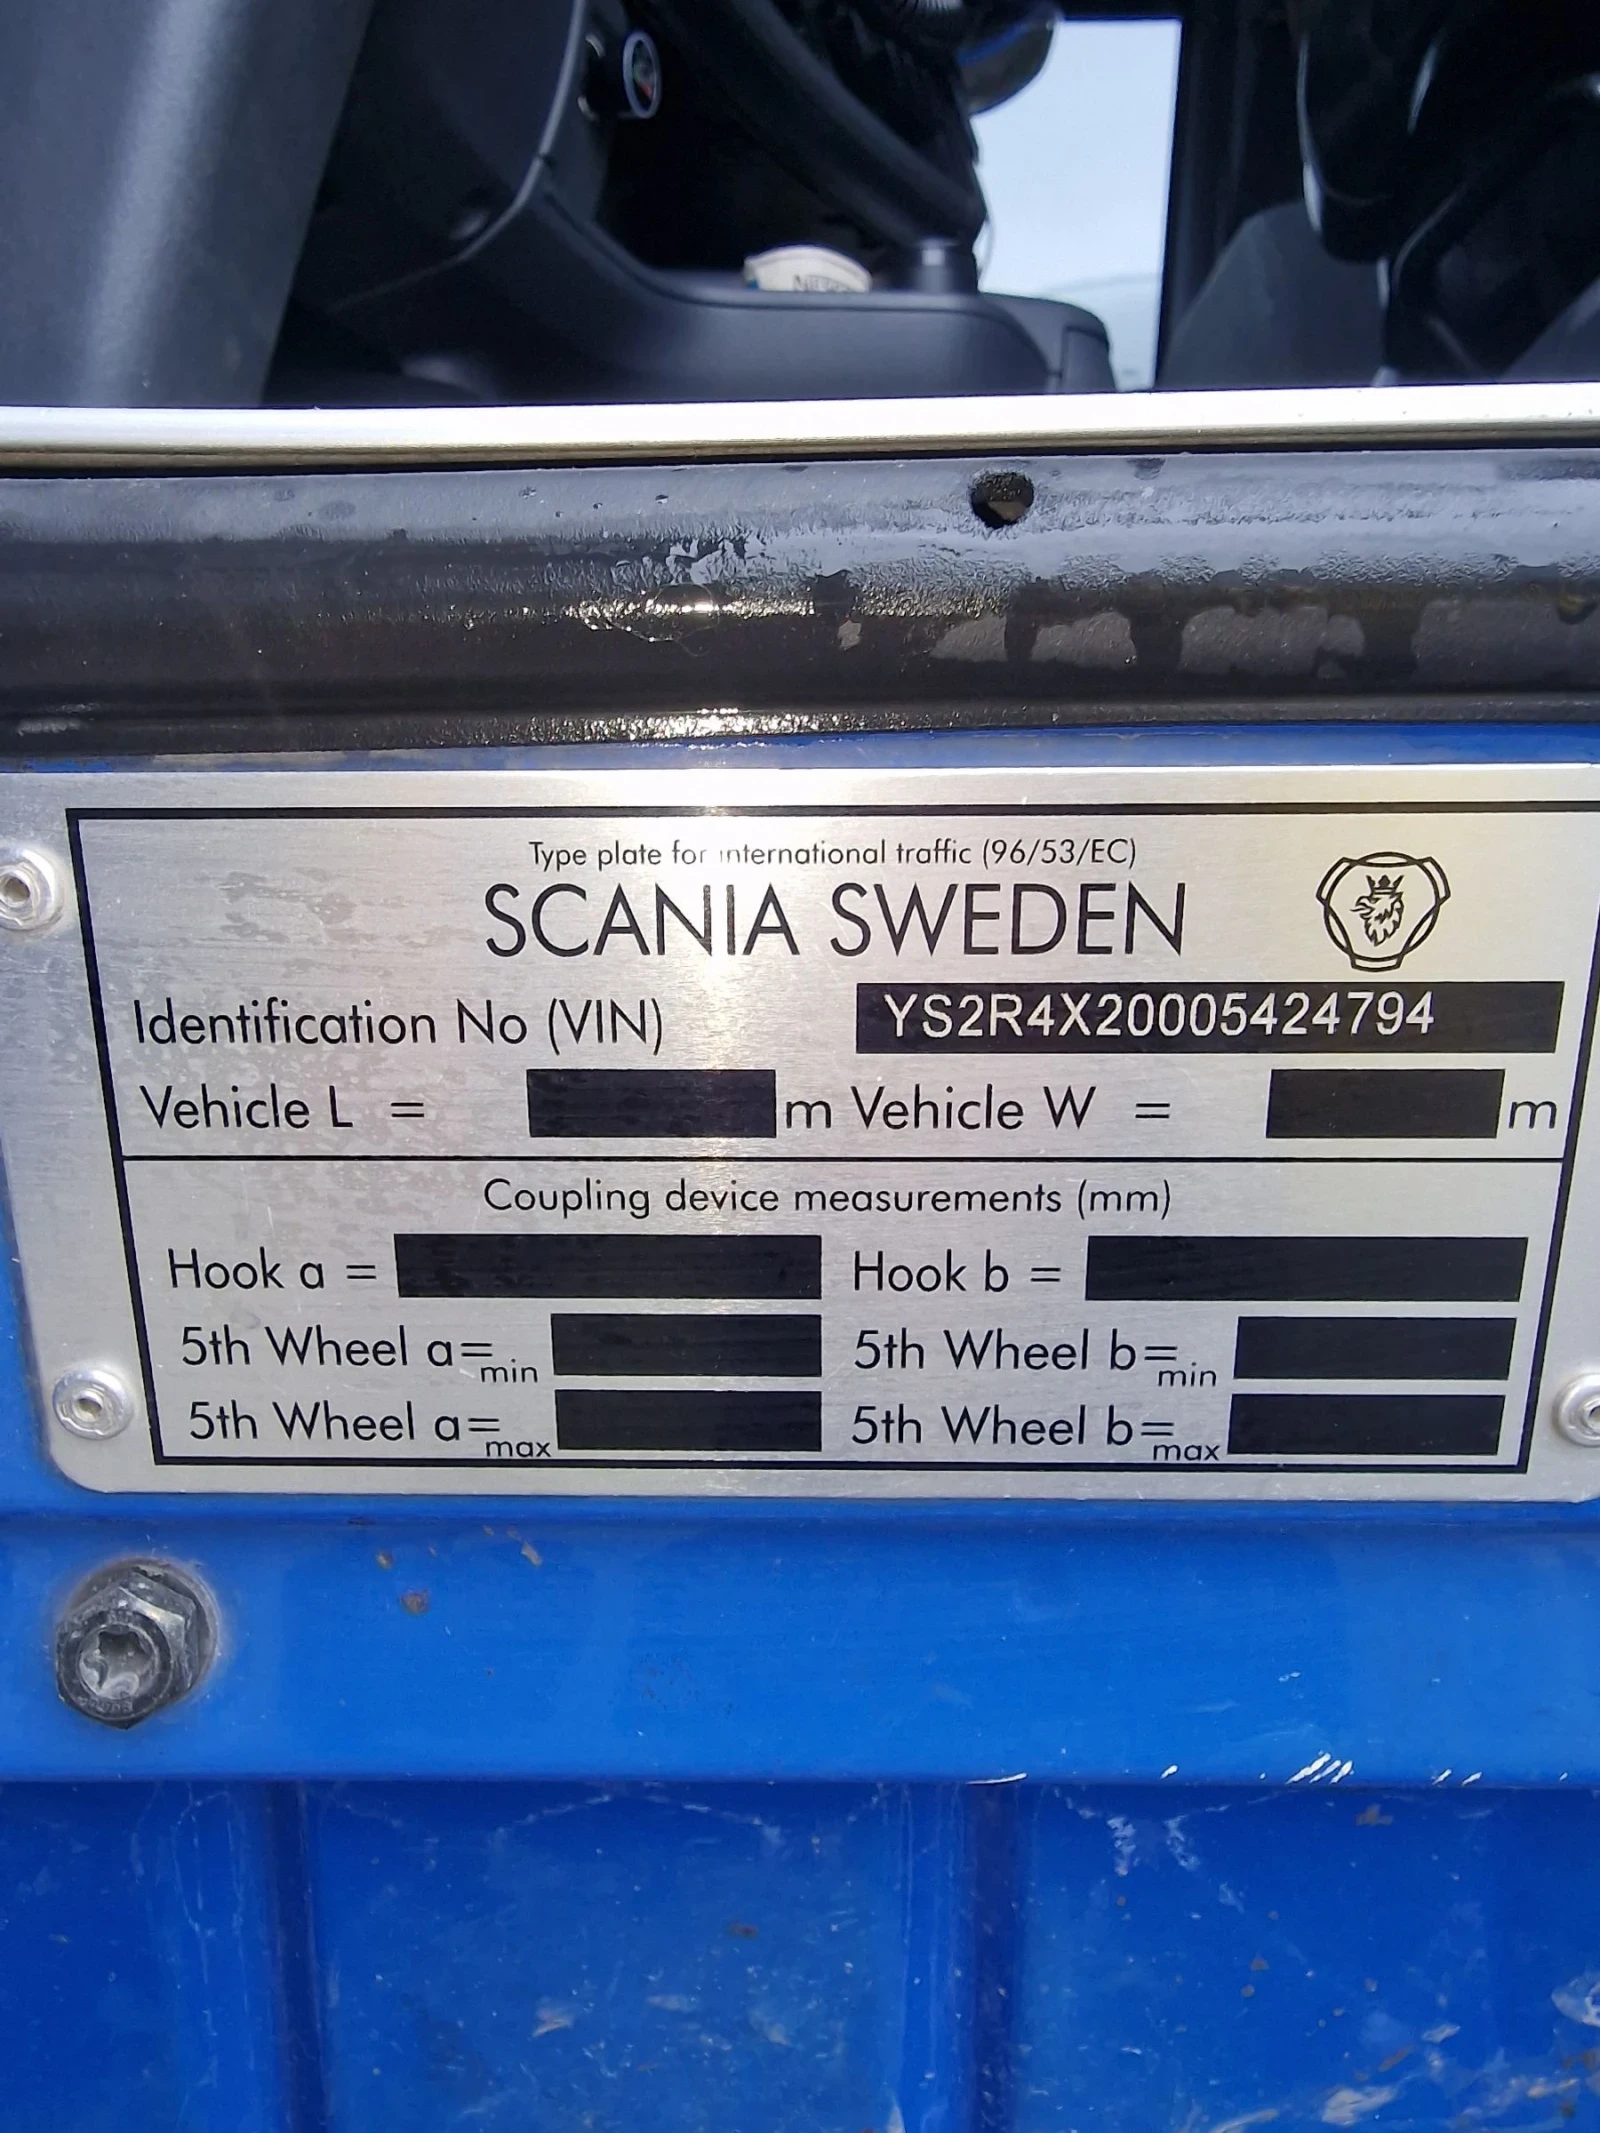 Type plate for international traffic (96/53/EC)
SCANIA SWEDEN
Identification No (VIN) YS2R4X20005424794
Vehicle L = m Vehicle W = m
Coupling device measurements (mm)
Hook a = Hook b =
5th Wheel a= min 5th Wheel b= min
5th Wheel a= max 5th Wheel b= max